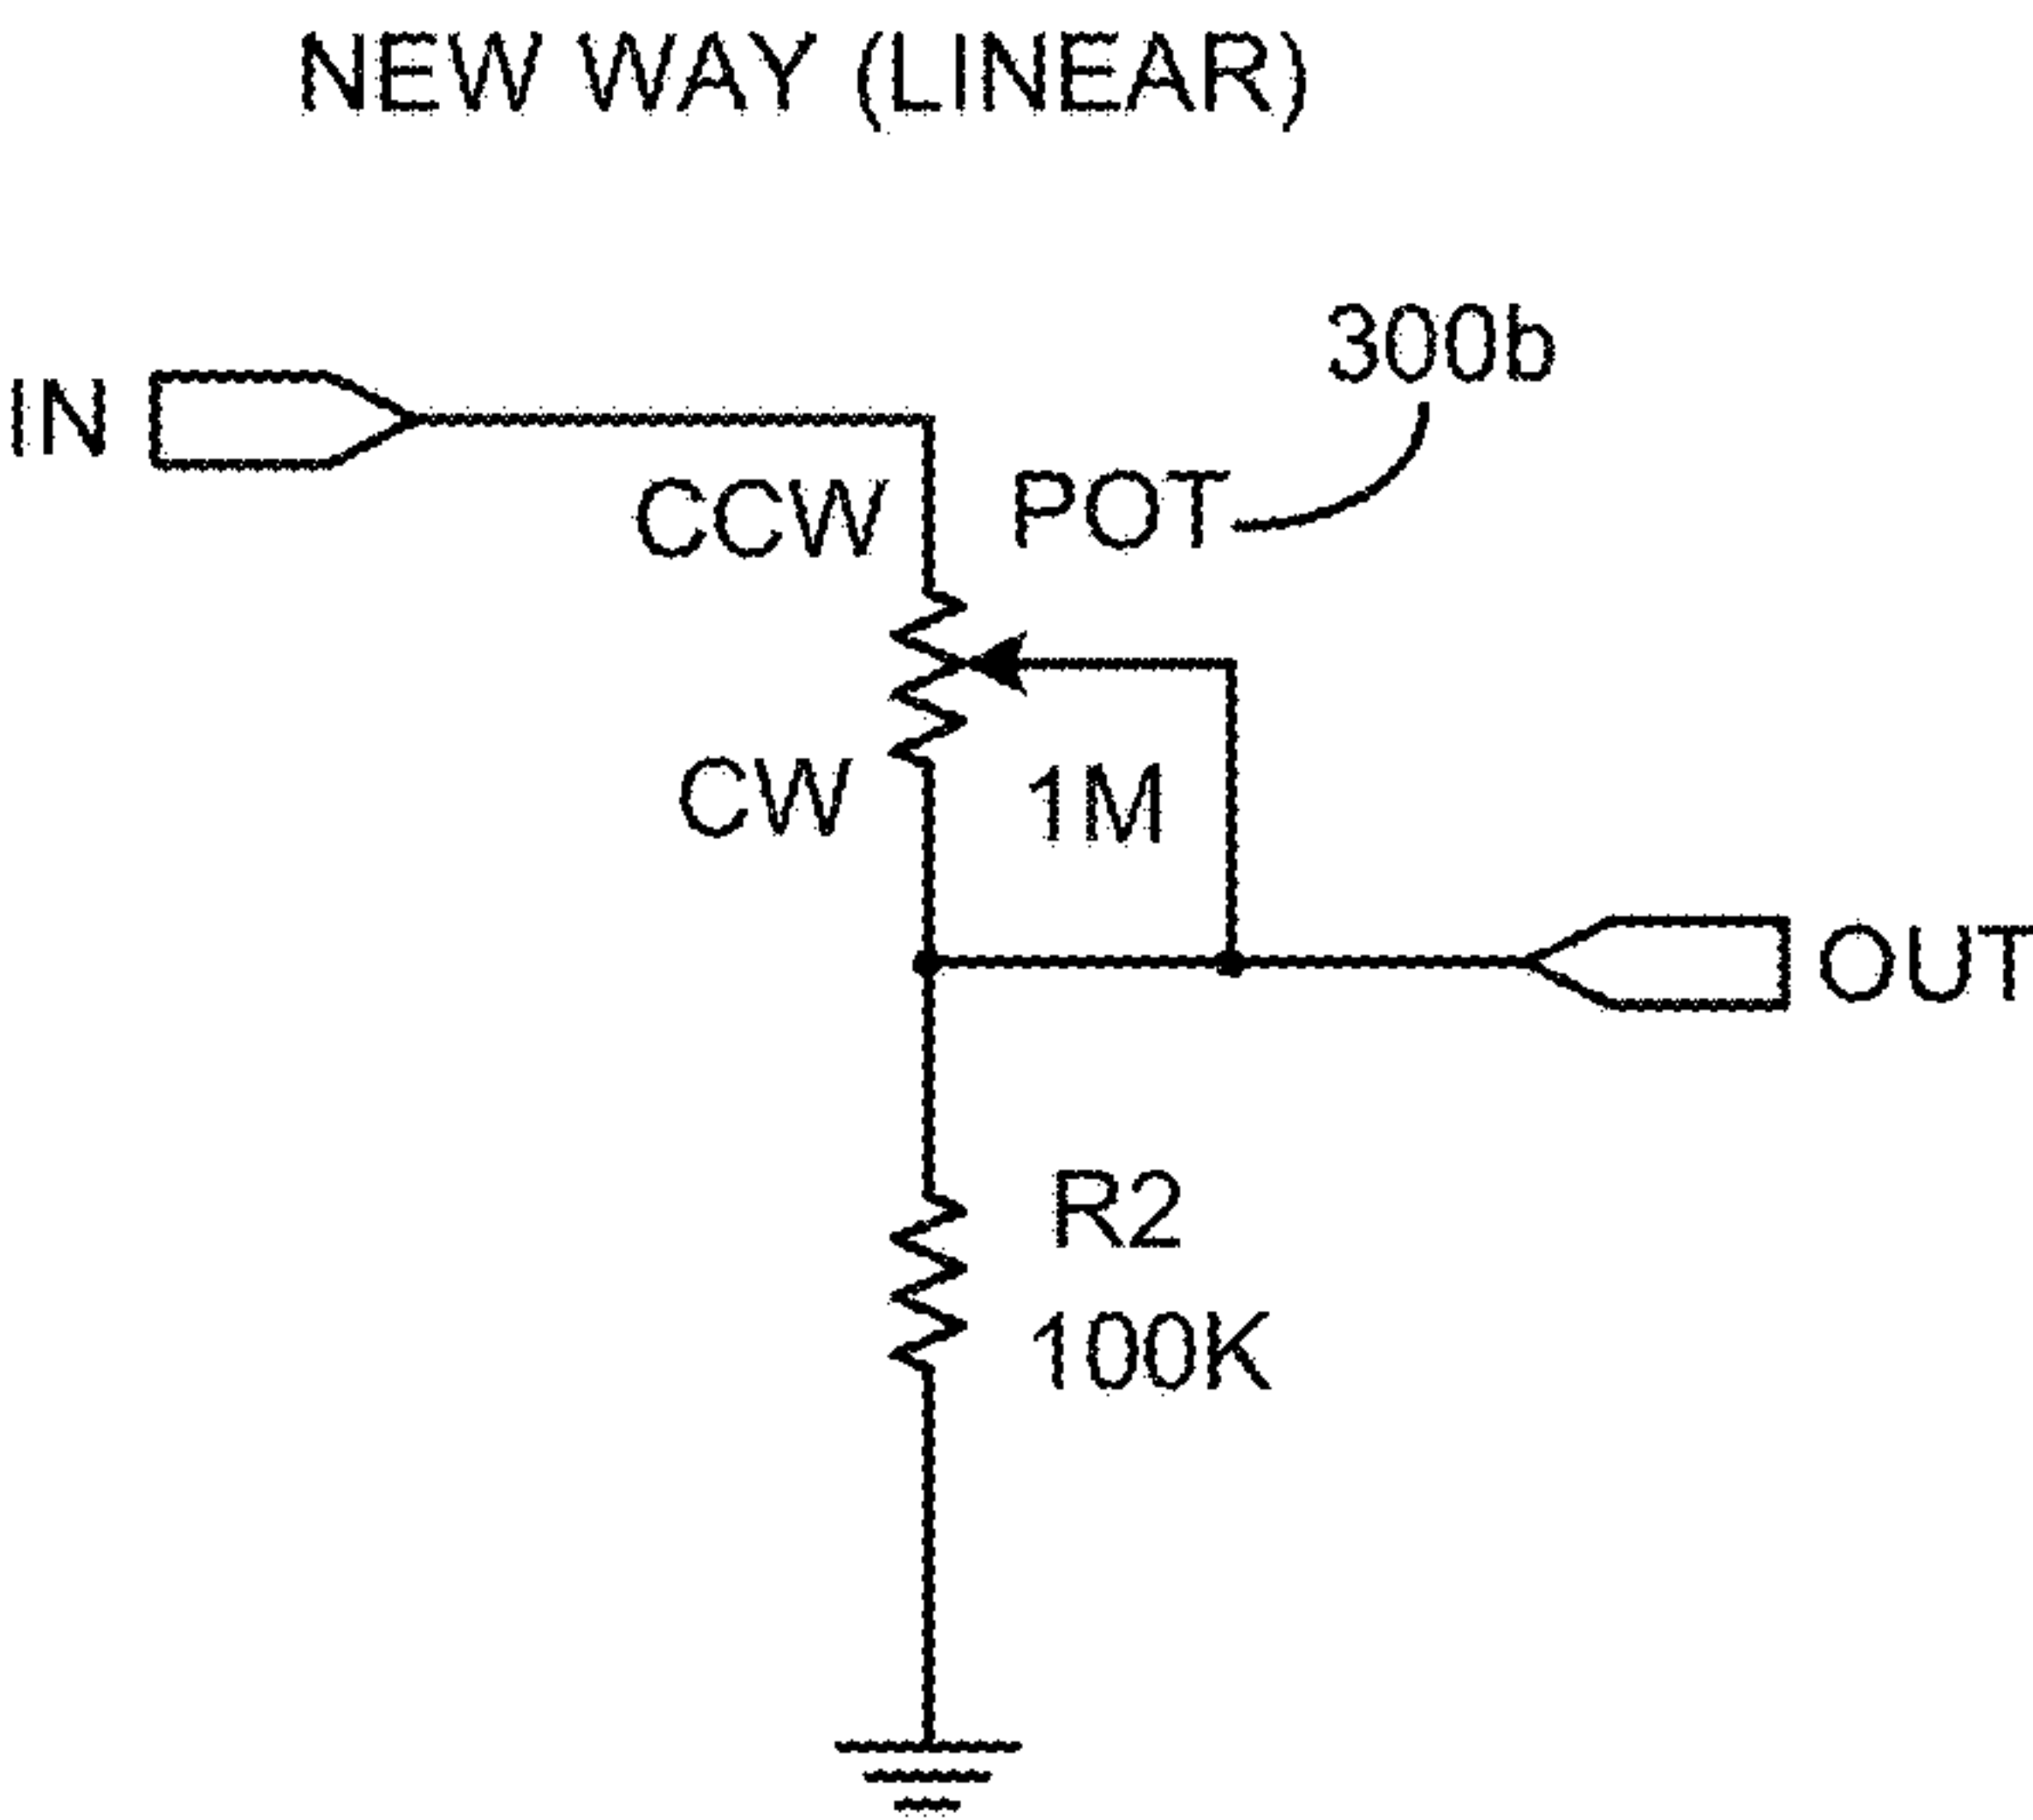 NEW WAY (LINEAR)
300b
IN
CCW
POT
CW
1M
OUT
R2
100K